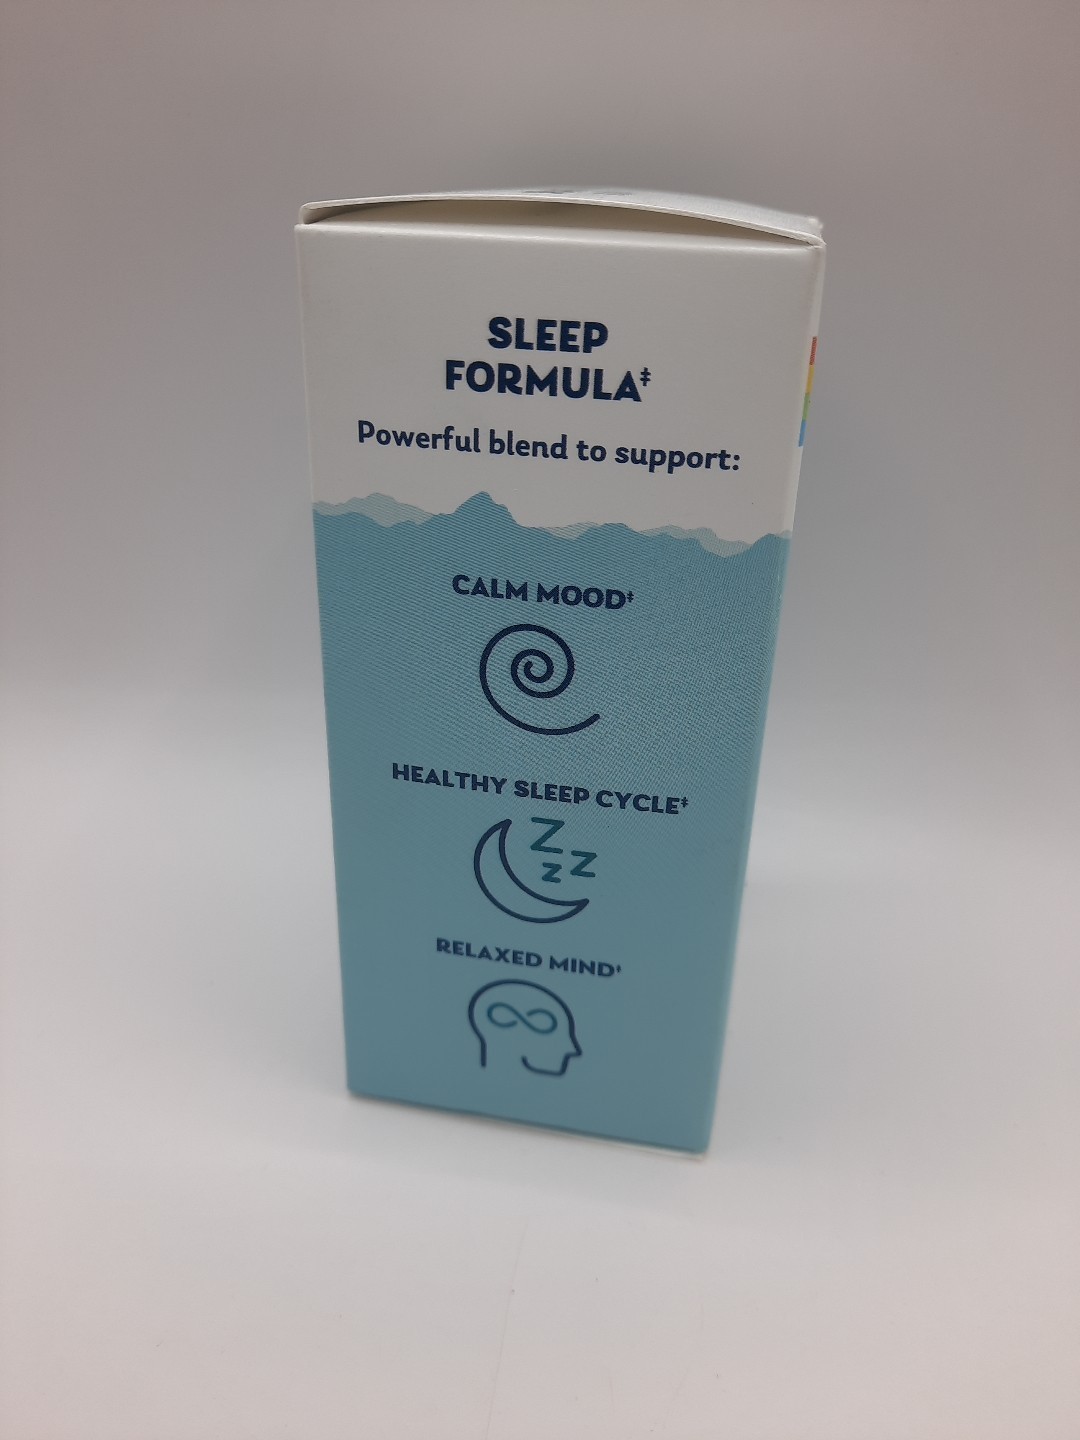 SLEEP
FORMULA‡
Powerful blend to support:
CALM MOOD‡
HEALTHY SLEEP CYCLE‡
Z
Z
Z
RELAXED MIND‡